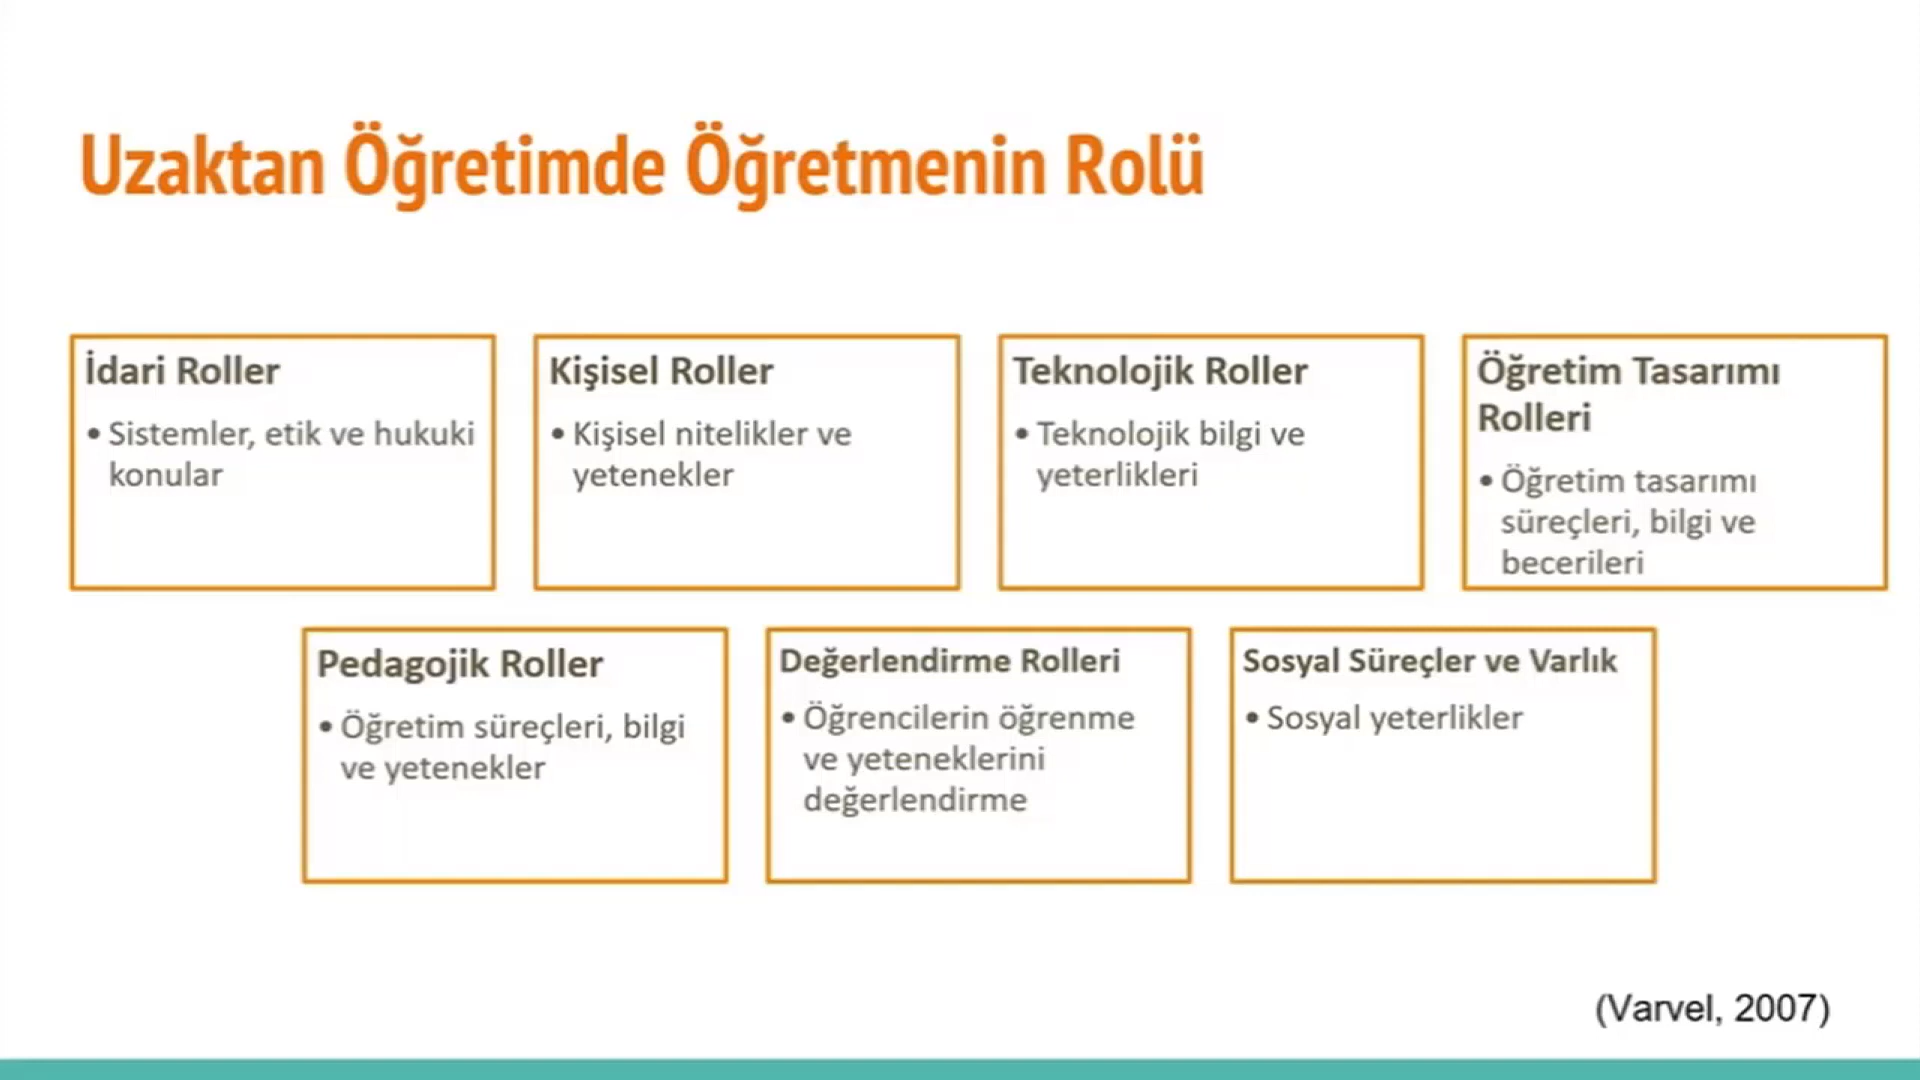 Uzaktan Öğretimde Öğretmenin Rolü
İdari Roller
• Sistemler, etik ve hukuki
konular
Kişisel Roller
• Kişisel nitelikler ve
yetenekler
Teknolojik Roller
• Teknolojik bilgi ve
yeterlikleri
Öğretim Tasarımı
Rolleri
• Öğretim tasarımı
süreçleri, bilgi ve
becerileri
Pedagojik Roller
• Öğretim süreçleri, bilgi
ve yetenekler
Değerlendirme Rolleri
• Öğrencilerin öğrenme
ve yeteneklerini
değerlendirme
Sosyal Süreçler ve Varlık
• Sosyal yeterlikler
(Varvel, 2007)